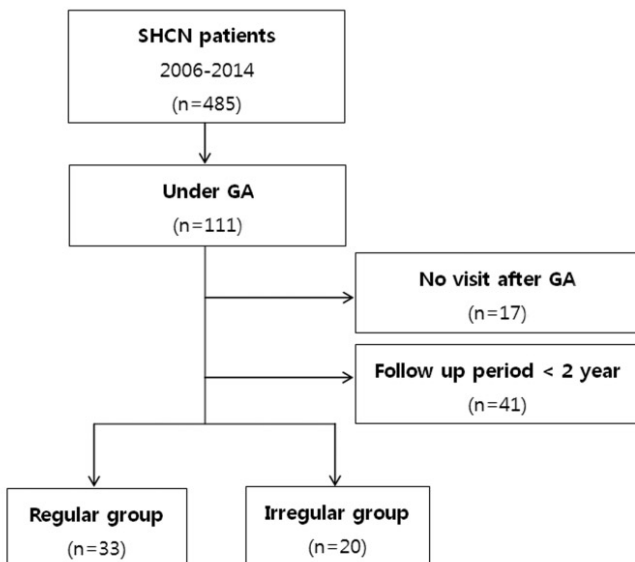 SHCN patients
2006-2014
(n=485)
Under GA
(n=111)
No visit after GA
(n=17)
Follow up period < 2 year
(n=41)
Regular group
(n=33)
Irregular group
(n=20)